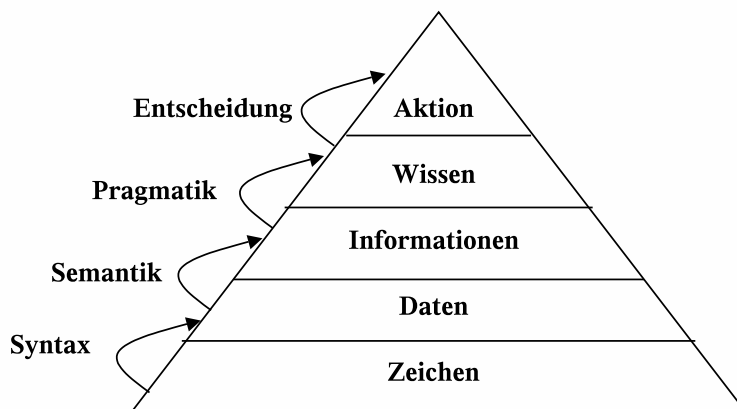 Entscheidung
Aktion
Pragmatik
Wissen
Semantik
Informationen
Syntax
Daten
Zeichen